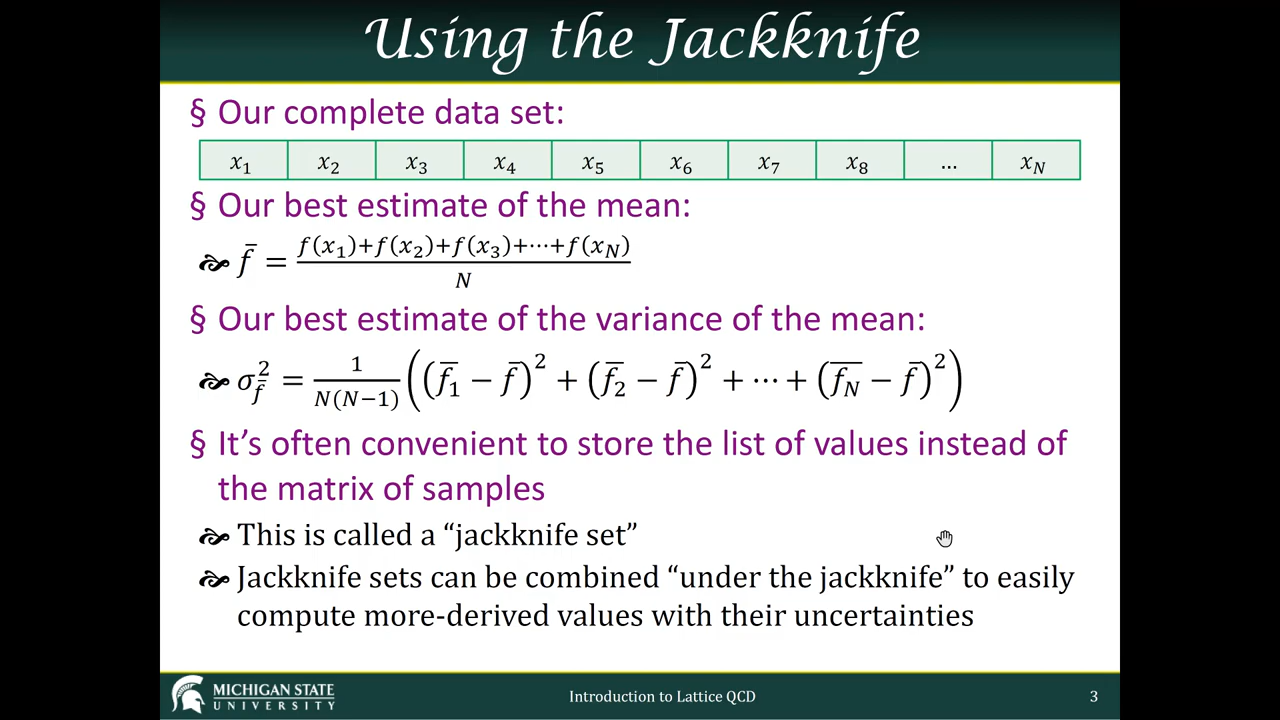 Using the Jackknife
§ Our complete data set:
x₁ x₂ x₃ x₄ x₅ x₆ x₇ x₈ … x_N
§ Our best estimate of the mean:
f̄ = (f(x₁)+f(x₂)+f(x₃)+⋯+f(x_N))/N
§ Our best estimate of the variance of the mean:
σ²_f̄ = 1/(N(N−1)) ((f̄₁ − f̄)² + (f̄₂ − f̄)² + ⋯ + (f̄_N − f̄)²)
§ It’s often convenient to store the list of values instead of
the matrix of samples
This is called a “jackknife set”
Jackknife sets can be combined “under the jackknife” to easily
compute more-derived values with their uncertainties
MICHIGAN STATE
UNIVERSITY
Introduction to Lattice QCD
3